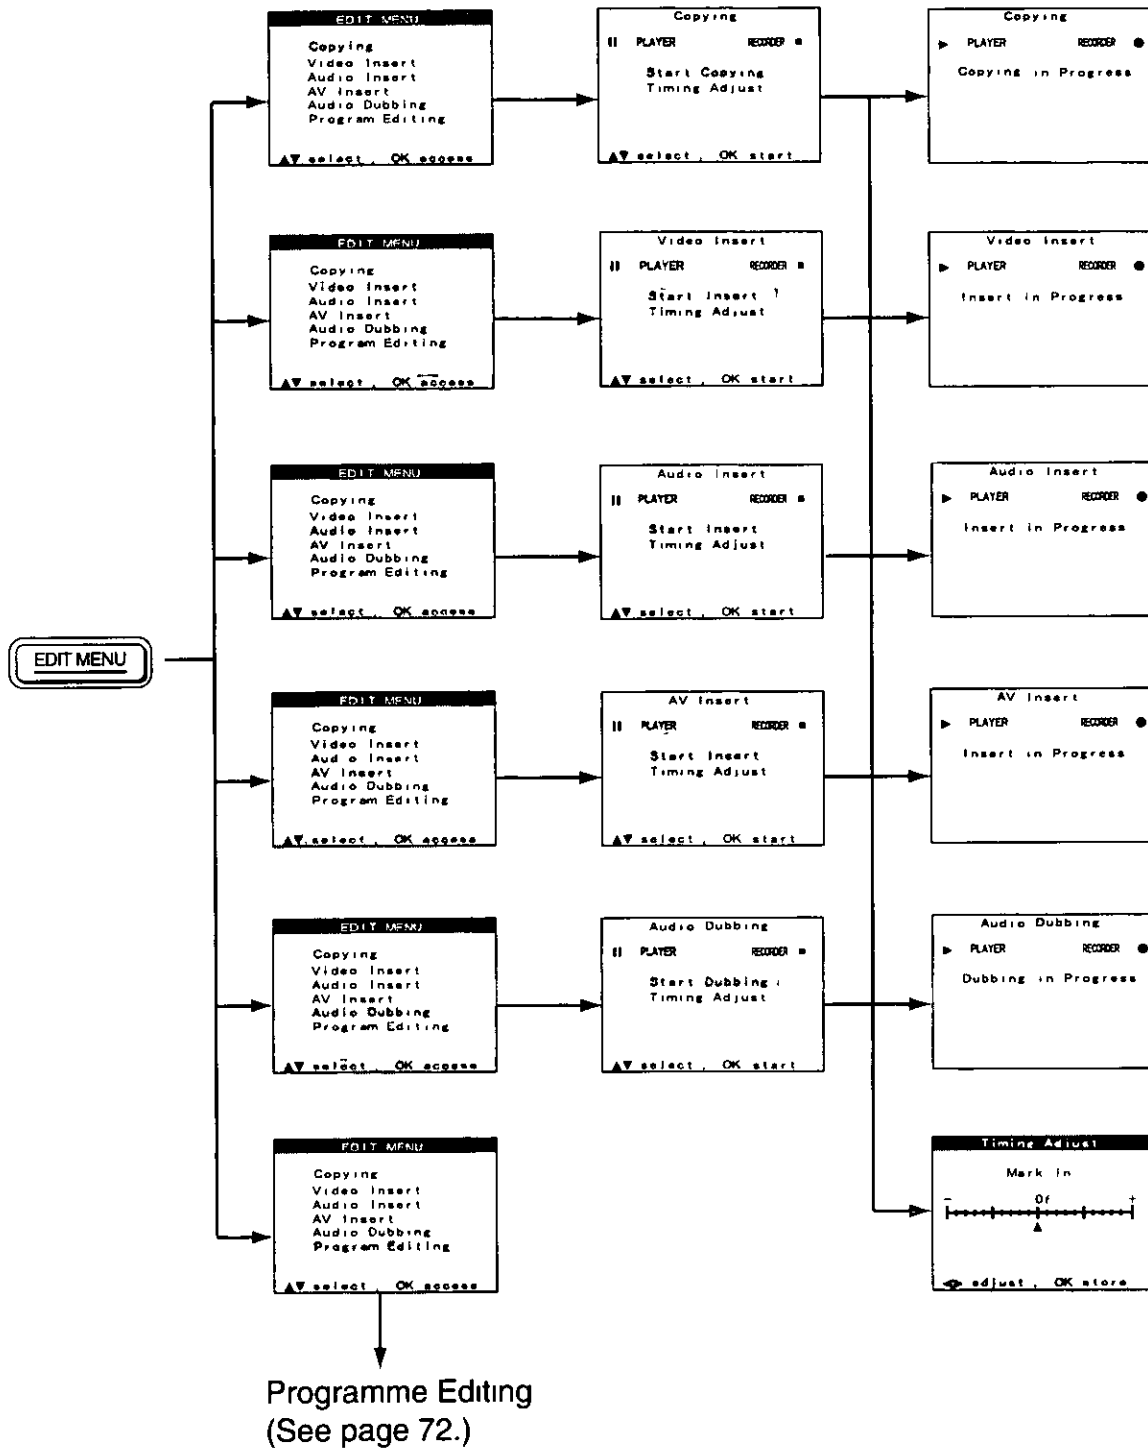 EDIT MENU
Copying
Video Insert
Audio Insert
AV Insert
Audio Dubbing
Program Editing
▲▼ select , OK access
Copying
PLAYER RECORDER
Start Copying
Timing Adjust
▲▼ select , OK start
Copying
PLAYER RECORDER
Copying in Progress
EDIT MENU
Copying
Video Insert
Audio Insert
AV Insert
Audio Dubbing
Program Editing
▲▼ select , OK access
Video Insert
PLAYER RECORDER
Start Insert
Timing Adjust
▲▼ select , OK start
Video Insert
PLAYER RECORDER
Insert in Progress
EDIT MENU
Copying
Video Insert
Audio Insert
AV Insert
Audio Dubbing
Program Editing
▲▼ select , OK access
Audio Insert
PLAYER RECORDER
Start Insert
Timing Adjust
▲▼ select , OK start
Audio Insert
PLAYER RECORDER
Insert in Progress
EDIT MENU
EDIT MENU
Copying
Video Insert
Audio Insert
AV Insert
Audio Dubbing
Program Editing
▲▼ select , OK access
AV Insert
PLAYER RECORDER
Start Insert
Timing Adjust
▲▼ select , OK start
AV Insert
PLAYER RECORDER
Insert in Progress
EDIT MENU
Copying
Video Insert
Audio Insert
AV Insert
Audio Dubbing
Program Editing
▲▼ select , OK access
Audio Dubbing
PLAYER RECORDER
Start Dubbing
Timing Adjust
▲▼ select , OK start
Audio Dubbing
PLAYER RECORDER
Dubbing in Progress
EDIT MENU
Copying
Video Insert
Audio Insert
AV Insert
Audio Dubbing
Program Editing
▲▼ select , OK access
Timing Adjust
Mark In
- 0f +
adjust , OK store
Programme Editing
(See page 72.)